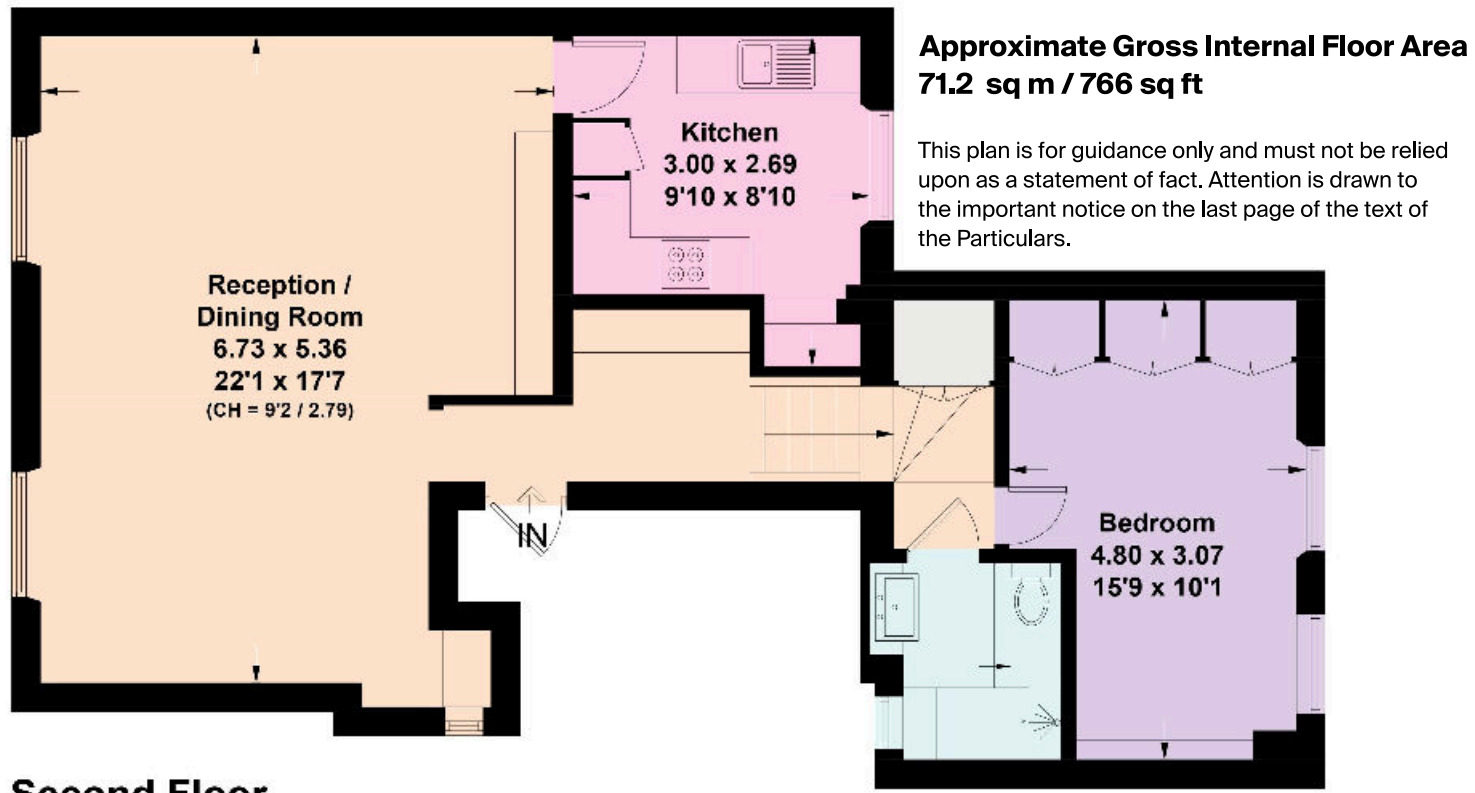 Approximate Gross Internal Floor Area
71.2 sq m / 766 sq ft
This plan is for guidance only and must not be relied
upon as a statement of fact. Attention is drawn to
the important notice on the last page of the text of
the Particulars.
Kitchen
3.00 x 2.69
9'10 x 8'10
Reception /
Dining Room
6.73 x 5.36
22'1 x 17'7
(CH = 9'2 / 2.79)
IN
Bedroom
4.80 x 3.07
15'9 x 10'1
Second Floor